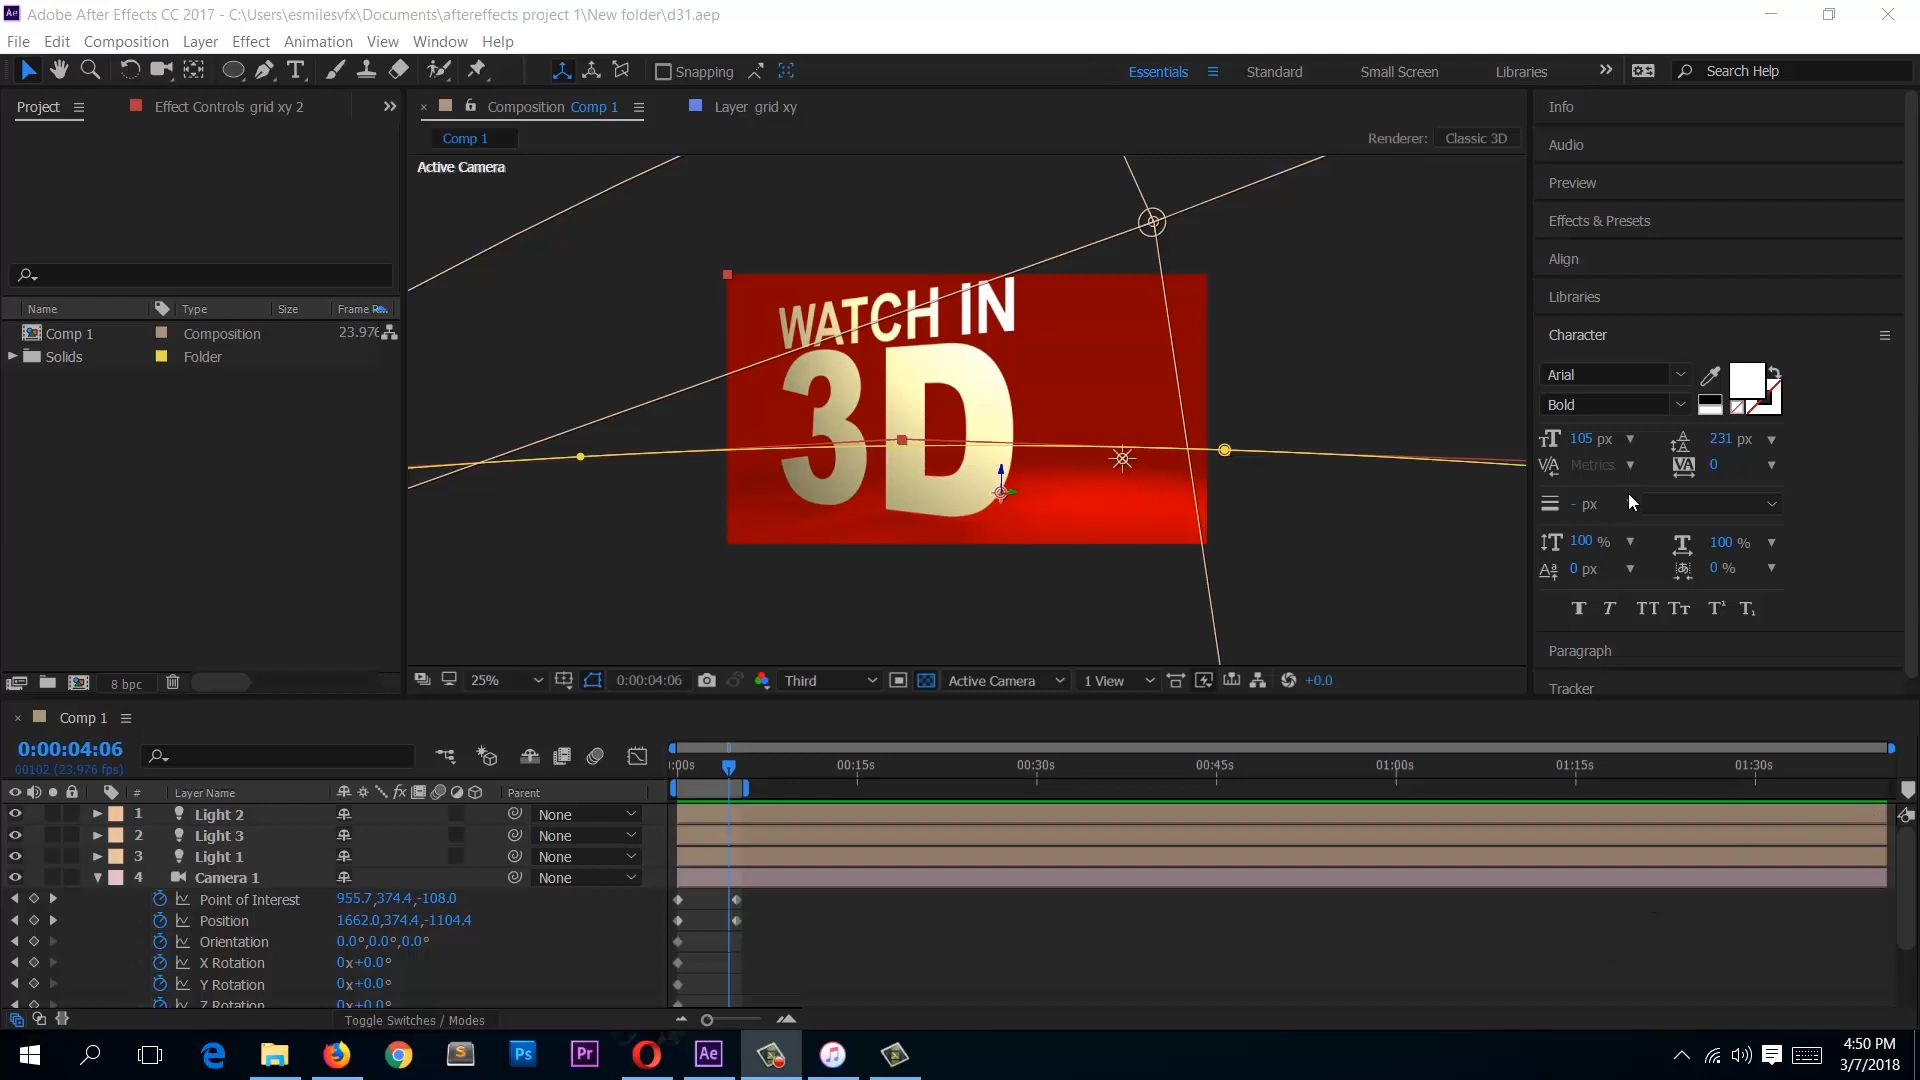 Adobe After Effects CC 2017 - C:\Users\esmilesvfx\Documents\aftereffects project 1\New folder\d31.aep
File Edit Composition Layer Effect Animation View Window Help
Snapping
Essentials Standard Small Screen Libraries Search Help
Project Effect Controls grid xy 2
Composition Comp 1 Layer grid xy
Comp 1
Renderer: Classic 3D
Active Camera
WATCH IN
3D
Name Type Size Frame R
Comp 1 Composition 23.976
Solids Folder
8 bpc
25% 0:00:04:06 Third Active Camera 1 View +0.0
Info
Audio
Preview
Effects & Presets
Align
Libraries
Character
Arial
Bold
105 px 231 px
Metrics 0
- px
100 % 100 %
0 px 0 %
T T TT Tт T¹ T₁
Paragraph
Tracker
Comp 1
0:00:04:06
00102 (23.976 fps)
:00s 00:15s 00:30s 00:45s 01:00s 01:15s 01:30s
# Layer Name fx Parent
1 Light 2 None
2 Light 3 None
3 Light 1 None
4 Camera 1 None
Point of Interest 955.7,374.4,-108.0
Position 1662.0,374.4,-1104.4
Orientation 0.0°,0.0°,0.0°
X Rotation 0x+0.0°
Y Rotation 0x+0.0°
Z Rotation 0x+0.0°
Toggle Switches / Modes
Ps Pr Ae
4:50 PM
3/7/2018